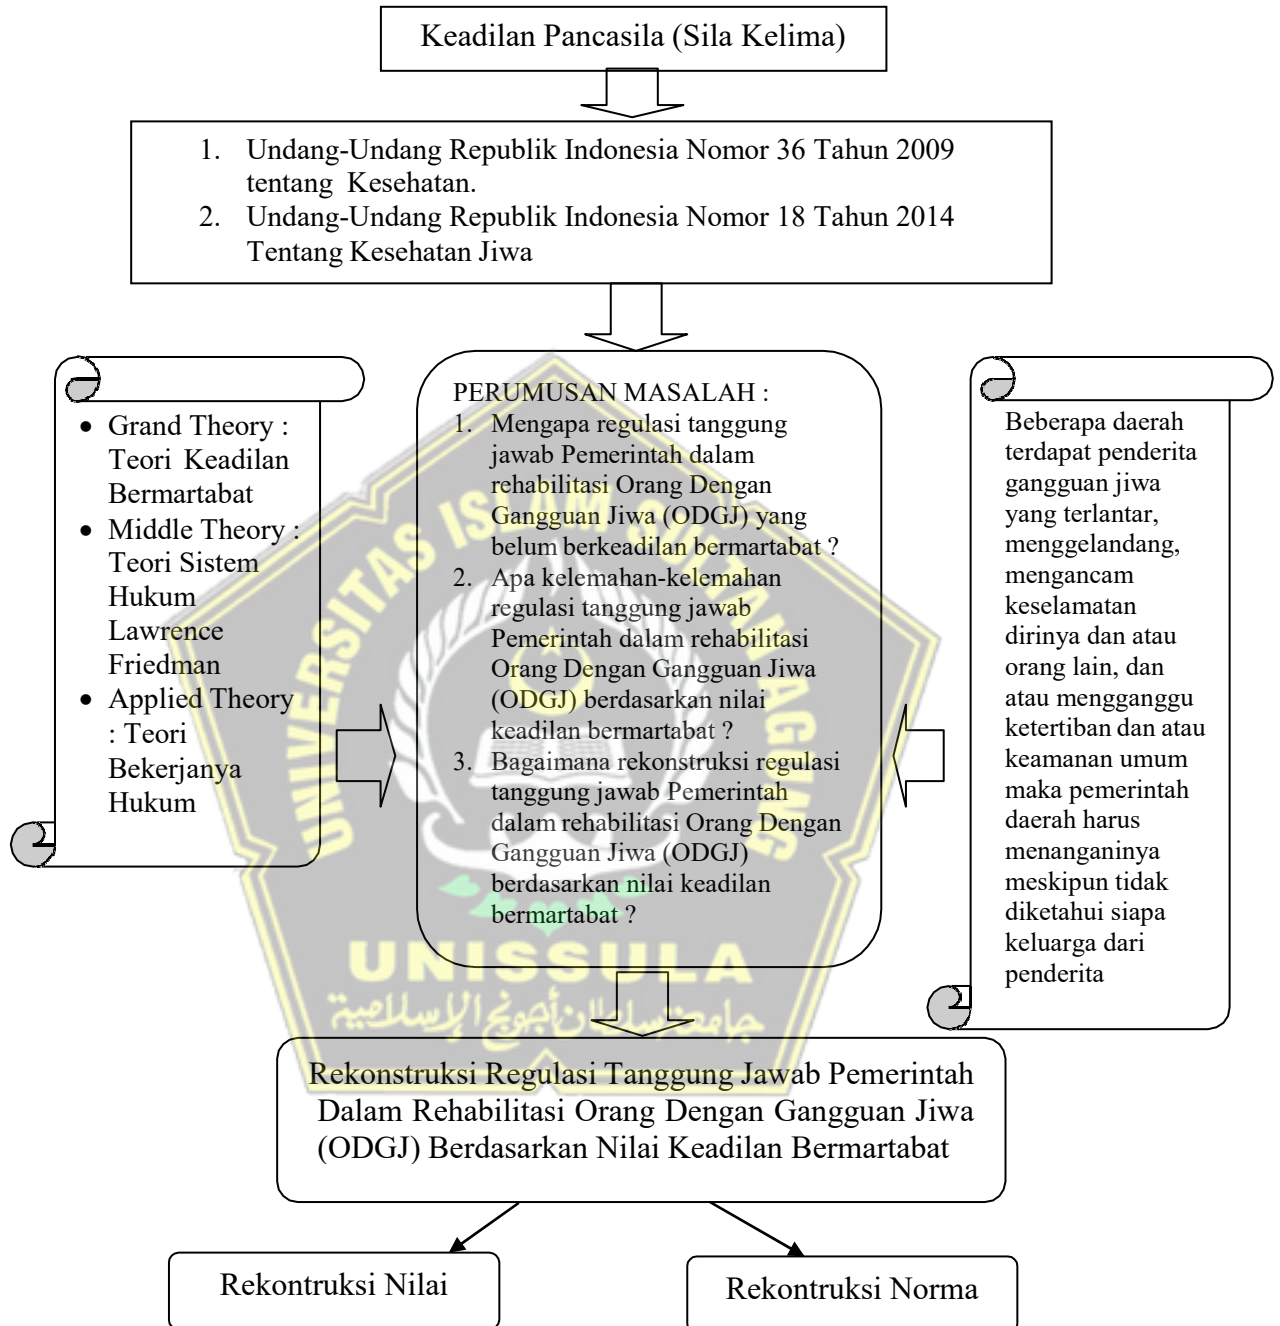 Keadilan Pancasila (Sila Kelima)
1. Undang-Undang Republik Indonesia Nomor 36 Tahun 2009
tentang Kesehatan.
2. Undang-Undang Republik Indonesia Nomor 18 Tahun 2014
Tentang Kesehatan Jiwa
• Grand Theory :
Teori Keadilan
Bermartabat
• Middle Theory :
Teori Sistem
Hukum
Lawrence
Friedman
• Applied Theory
: Teori
Bekerjanya
Hukum
PERUMUSAN MASALAH :
1. Mengapa regulasi tanggung
jawab Pemerintah dalam
rehabilitasi Orang Dengan
Gangguan Jiwa (ODGJ) yang
belum berkeadilan bermartabat ?
2. Apa kelemahan-kelemahan
regulasi tanggung jawab
Pemerintah dalam rehabilitasi
Orang Dengan Gangguan Jiwa
(ODGJ) berdasarkan nilai
keadilan bermartabat ?
3. Bagaimana rekonstruksi regulasi
tanggung jawab Pemerintah
dalam rehabilitasi Orang Dengan
Gangguan Jiwa (ODGJ)
berdasarkan nilai keadilan
bermartabat ?
Beberapa daerah
terdapat penderita
gangguan jiwa
yang terlantar,
menggelandang,
mengancam
keselamatan
dirinya dan atau
orang lain, dan
atau mengganggu
ketertiban dan atau
keamanan umum
maka pemerintah
daerah harus
menanganinya
meskipun tidak
diketahui siapa
keluarga dari
penderita
UNIVERSITAS ISLAM SULTAN AGUNG
UNISSULA
جامعة سلطان أجونج الإسلامية
Rekonstruksi Regulasi Tanggung Jawab Pemerintah
Dalam Rehabilitasi Orang Dengan Gangguan Jiwa
(ODGJ) Berdasarkan Nilai Keadilan Bermartabat
Rekontruksi Nilai
Rekontruksi Norma